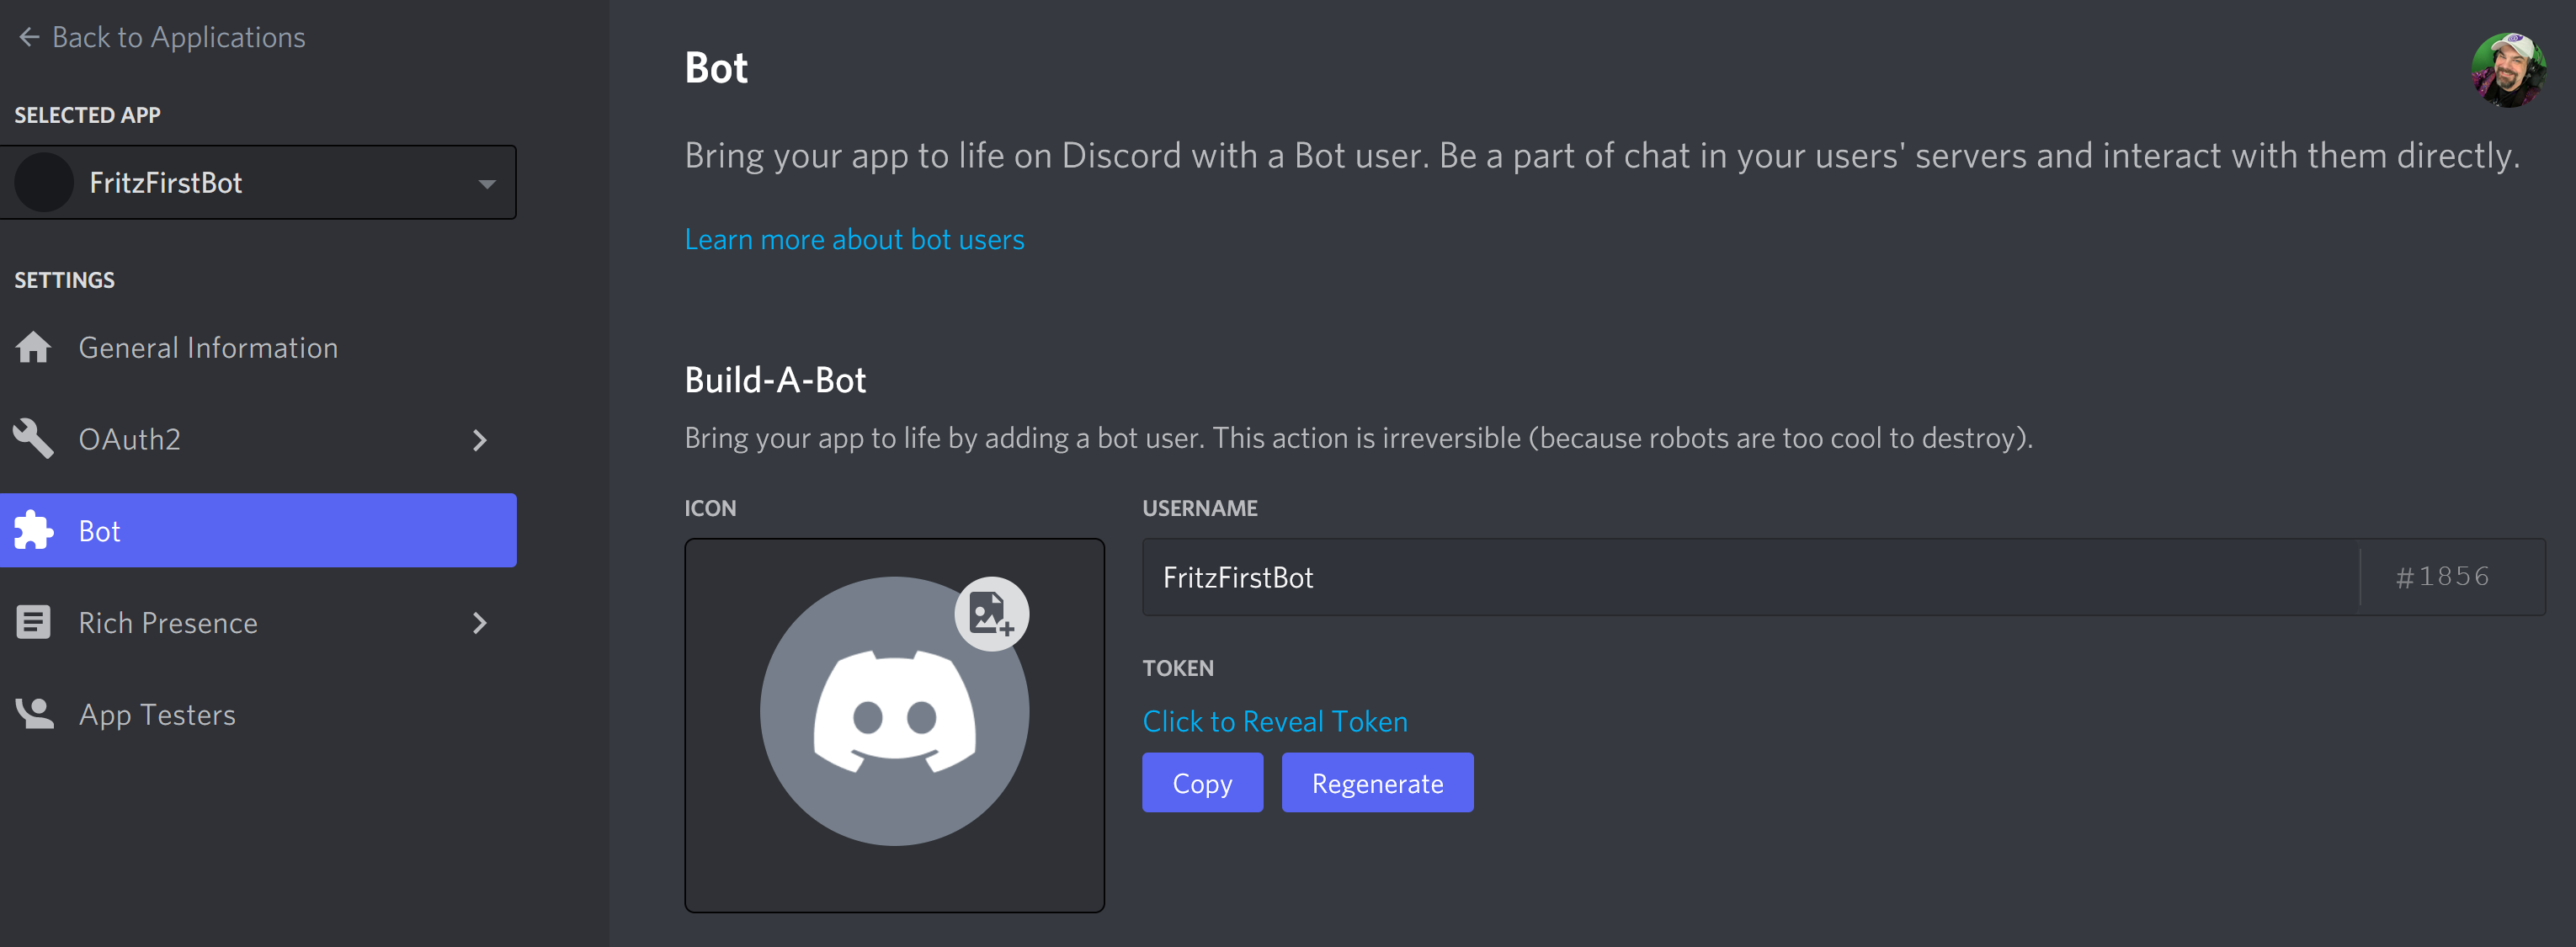 Back to Applications
SELECTED APP
FritzFirstBot
SETTINGS
General Information
OAuth2
Bot
Rich Presence
App Testers
Bot
Bring your app to life on Discord with a Bot user. Be a part of chat in your users' servers and interact with them directly.
Learn more about bot users
Build-A-Bot
Bring your app to life by adding a bot user. This action is irreversible (because robots are too cool to destroy).
ICON
USERNAME
FritzFirstBot #1856
TOKEN
Click to Reveal Token
Copy Regenerate